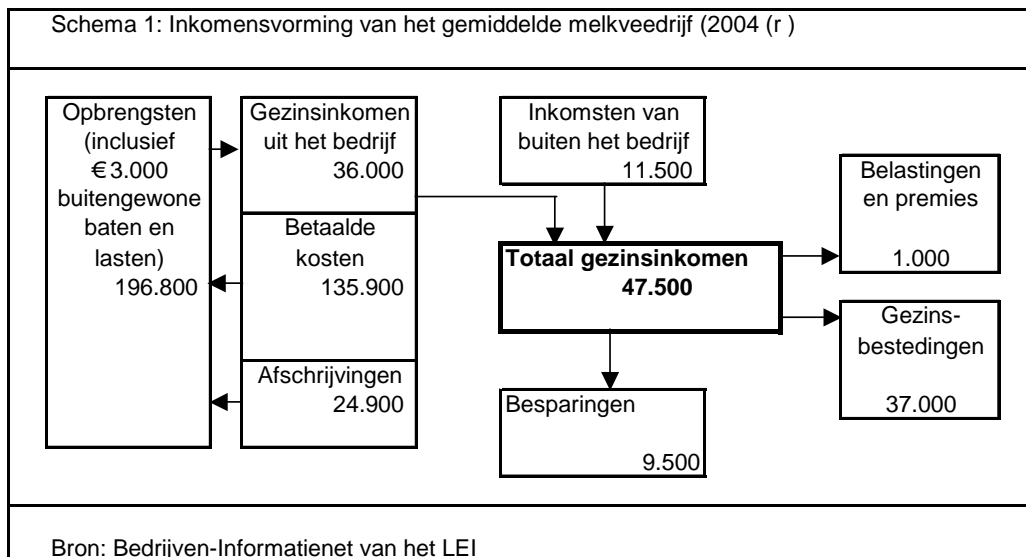 Schema 1: Inkomensvorming van het gemiddelde melkveedrijf (2004 (r )
Opbrengsten
(inclusief
€ 3.000
buitengewone
baten en
lasten)
196.800
Gezinsinkomen
uit het bedrijf
36.000
Betaalde
kosten
135.900
Afschrijvingen
24.900
Inkomsten van
buiten het bedrijf
11.500
Totaal gezinsinkomen
47.500
Besparingen
9.500
Belastingen
en premies
1.000
Gezins-
bestedingen
37.000
Bron: Bedrijven-Informatienet van het LEI